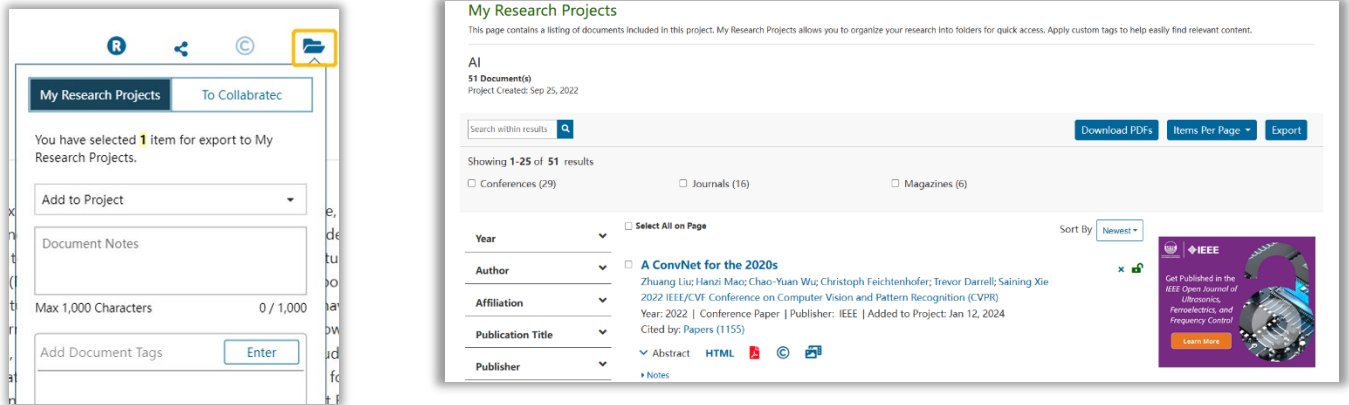 R
©
My Research Projects
To Collabratec
You have selected 1 item for export to My
Research Projects.
Add to Project
Document Notes
Max 1,000 Characters
0 / 1,000
Add Document Tags
Enter
My Research Projects
This page contains a listing of documents included in this project. My Research Projects allows you to organize your research into folders for quick access. Apply custom tags to help easily find relevant content.
AI
51 Document(s)
Project Created: Sep 25, 2022
Search within results
Download PDFs
Items Per Page
Export
Showing 1-25 of 51 results
Conferences (29)
Journals (16)
Magazines (6)
Select All on Page
Sort By Newest
Year
Author
Affiliation
Publication Title
Publisher
A ConvNet for the 2020s
Zhuang Liu; Hanzi Mao; Chao-Yuan Wu; Christoph Feichtenhofer; Trevor Darrell; Saining Xie
2022 IEEE/CVF Conference on Computer Vision and Pattern Recognition (CVPR)
Year: 2022 | Conference Paper | Publisher: IEEE | Added to Project: Jan 12, 2024
Cited by: Papers (1155)
Abstract HTML ©
Notes
IEEE
Get Published in the
IEEE Open Journal of
Ultrasonics,
Ferroelectrics, and
Frequency Control
Learn More